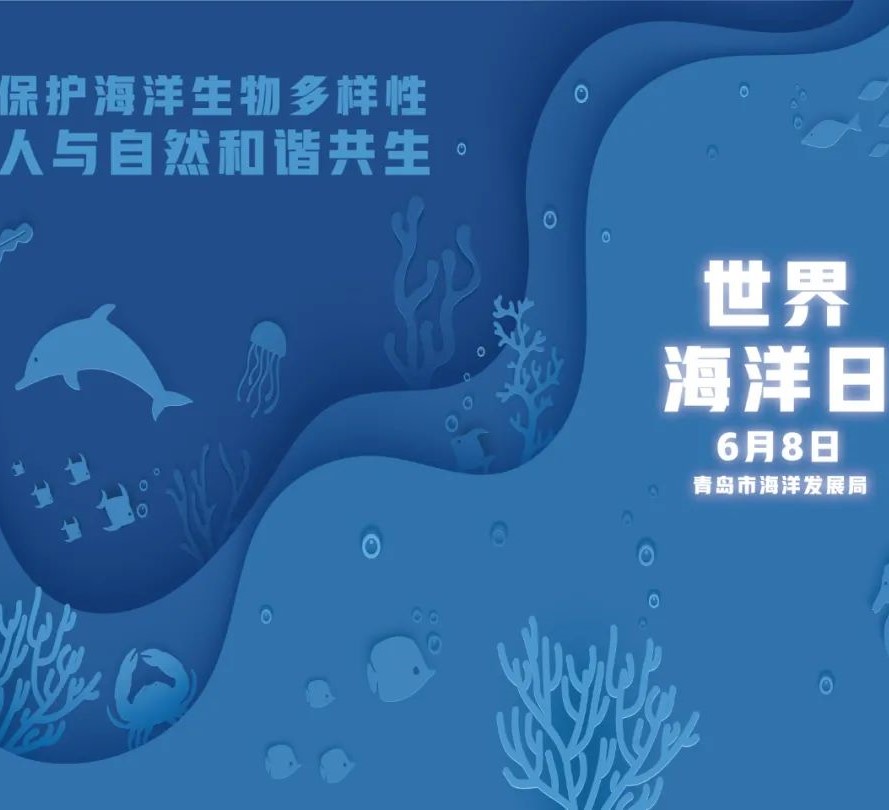 保护海洋生物多样性
人与自然和谐共生
世界
海洋日
6月8日
青岛市海洋发展局